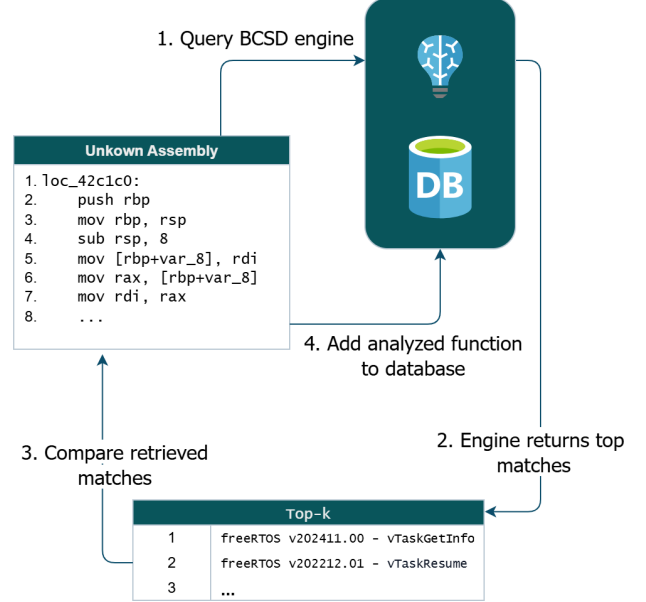 1. Query BCSD engine
DB
Unkown Assembly
1. loc_42c1c0:
2. push rbp
3. mov rbp, rsp
4. sub rsp, 8
5. mov [rbp+var_8], rdi
6. mov rax, [rbp+var_8]
7. mov rdi, rax
8. ...
4. Add analyzed function
to database
2. Engine returns top
matches
3. Compare retrieved
matches
Top-k
1 freeRTOS v202411.00 - vTaskGetInfo
2 freeRTOS v202212.01 - vTaskResume
3 ...